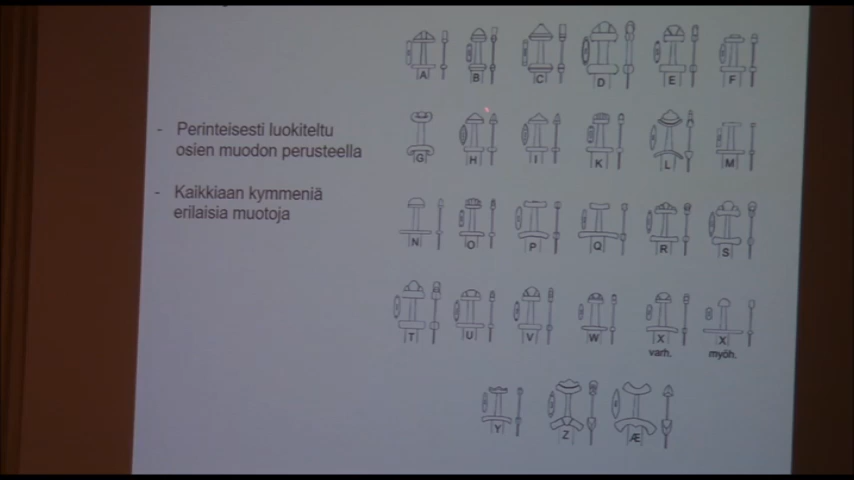 - Perinteisesti luokiteltu
osien muodon perusteella
- Kaikkiaan kymmeniä
erilaisia muotoja
A B C D E F
G H I K L M
N O P Q R S
T U V W X X
varh. myöh.
Y Z Æ